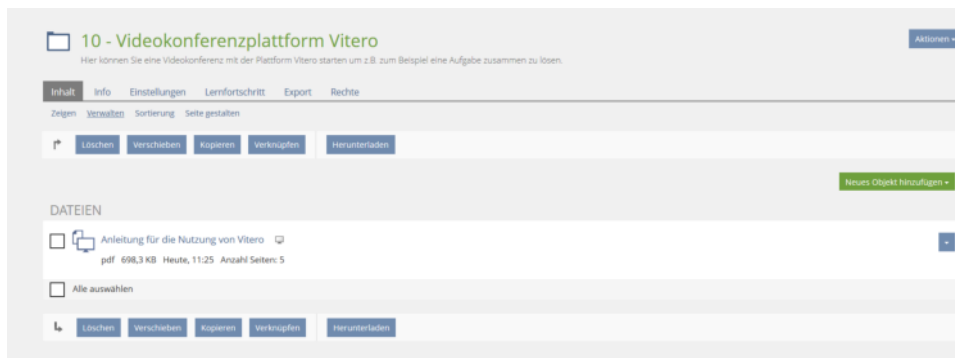 10 - Videokonferenzplattform Vitero
Aktionen
Hier können Sie eine Videokonferenz mit der Plattform Vitero starten um z.B. zum Beispiel eine Aufgabe zusammen zu lösen.
Inhalt Info Einstellungen Lernfortschritt Export Rechte
Zeigen Verwalten Sortierung Seite gestalten
Löschen Verschieben Kopieren Verknüpfen Herunterladen
Neues Objekt hinzufügen
DATEIEN
Anleitung für die Nutzung von Vitero
pdf 698,3 KB Heute, 11:25 Anzahl Seiten: 5
Alle auswählen
Löschen Verschieben Kopieren Verknüpfen Herunterladen